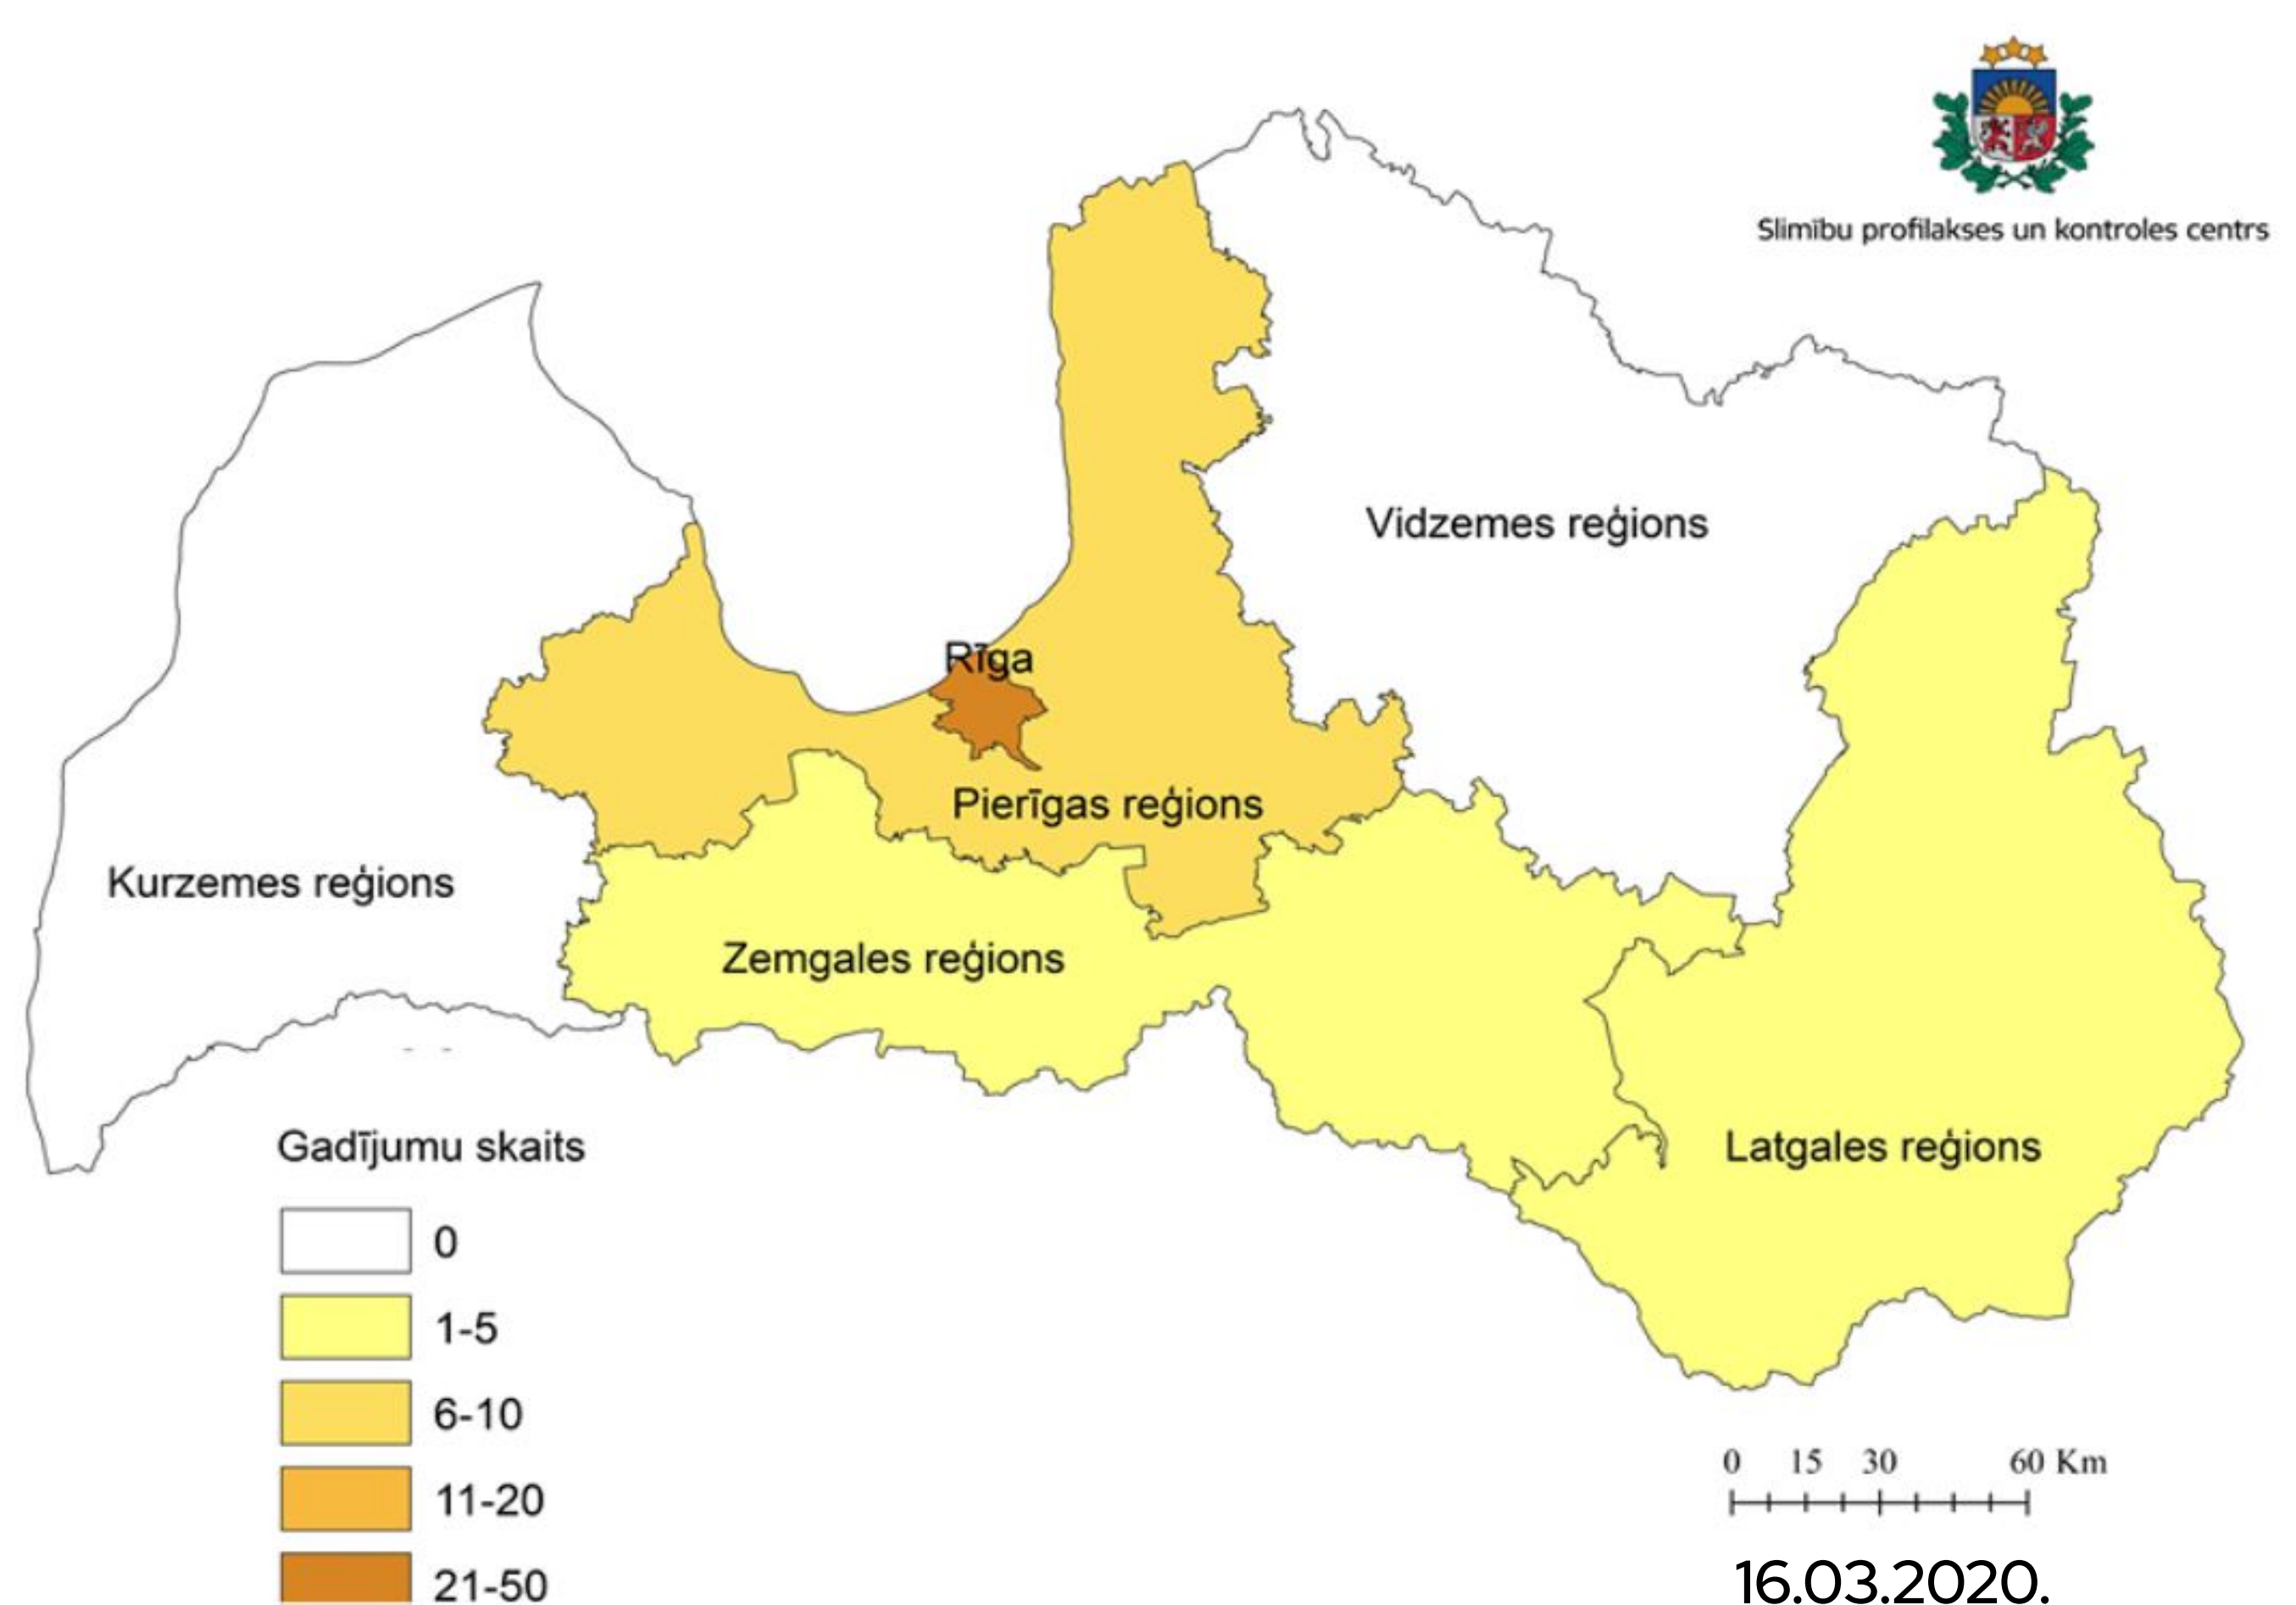 Slimību profilakses un kontroles centrs
Vidzemes reģions
Rīga
Pierīgas reģions
Kurzemes reģions
Zemgales reģions
Latgales reģions
Gadījumu skaits
0
1-5
6-10
11-20
21-50
0 15 30 60 Km
16.03.2020.